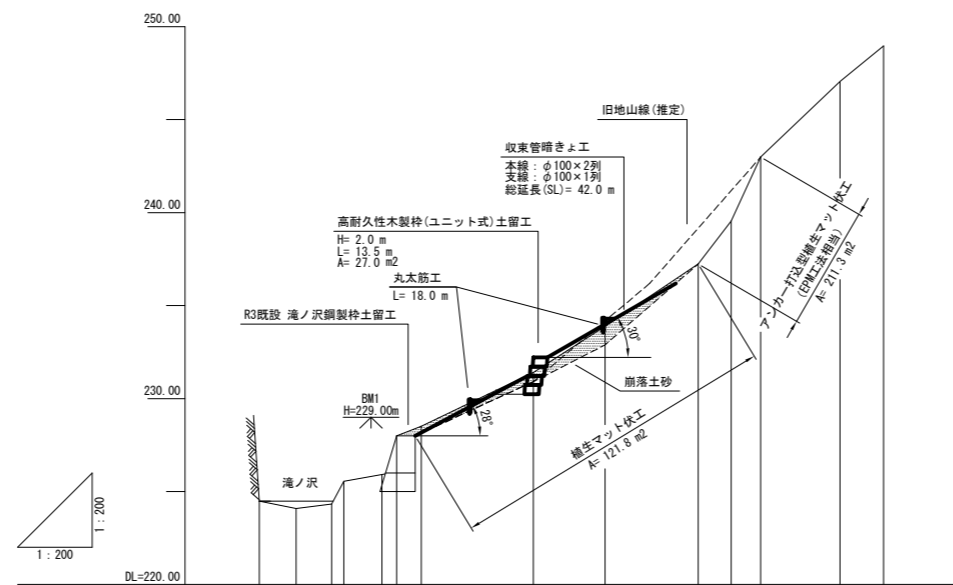 250.00
旧地山線(推定)
収束管暗きょ工
本線：φ100×2列
支線：φ100×1列
総延長(SL)= 42.0 m
240.00
高耐久性木製枠(ユニット式)土留工
H= 2.0 m
L= 13.5 m
A= 27.0 m2
アンカー打込型植生マット伏工
(EPM工法相当)
A= 211.3 m2
丸太筋工
L= 18.0 m
R3既設 滝ノ沢鋼製枠土留工
30°
崩落土砂
BM1
H=229.00m
230.00
28°
植生マット伏工
A= 121.8 m2
滝ノ沢
1：200
1：200
DL=220.00